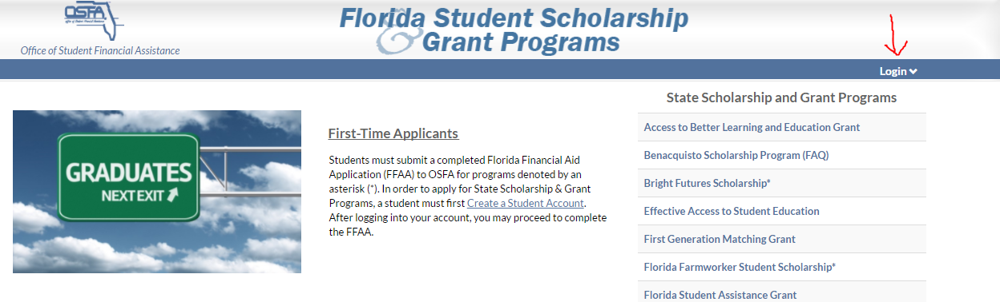 OSFA
Office of Student Financial Assistance
Florida Student Scholarship
& Grant Programs
Login
GRADUATES
NEXT EXIT
First-Time Applicants
Students must submit a completed Florida Financial Aid
Application (FFAA) to OSFA for programs denoted by an
asterisk (*). In order to apply for State Scholarship & Grant
Programs, a student must first Create a Student Account.
After logging into your account, you may proceed to complete
the FFAA.
State Scholarship and Grant Programs
Access to Better Learning and Education Grant
Benacquisto Scholarship Program (FAQ)
Bright Futures Scholarship*
Effective Access to Student Education
First Generation Matching Grant
Florida Farmworker Student Scholarship*
Florida Student Assistance Grant